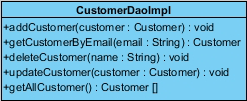 CustomerDaoImpl
+addCustomer(customer : Customer) : void
+getCustomerByEmail(email : String) : Customer
+deleteCustomer(name : String) : void
+updateCustomer(customer : Customer) : void
+getAllCustomer() : Customer []